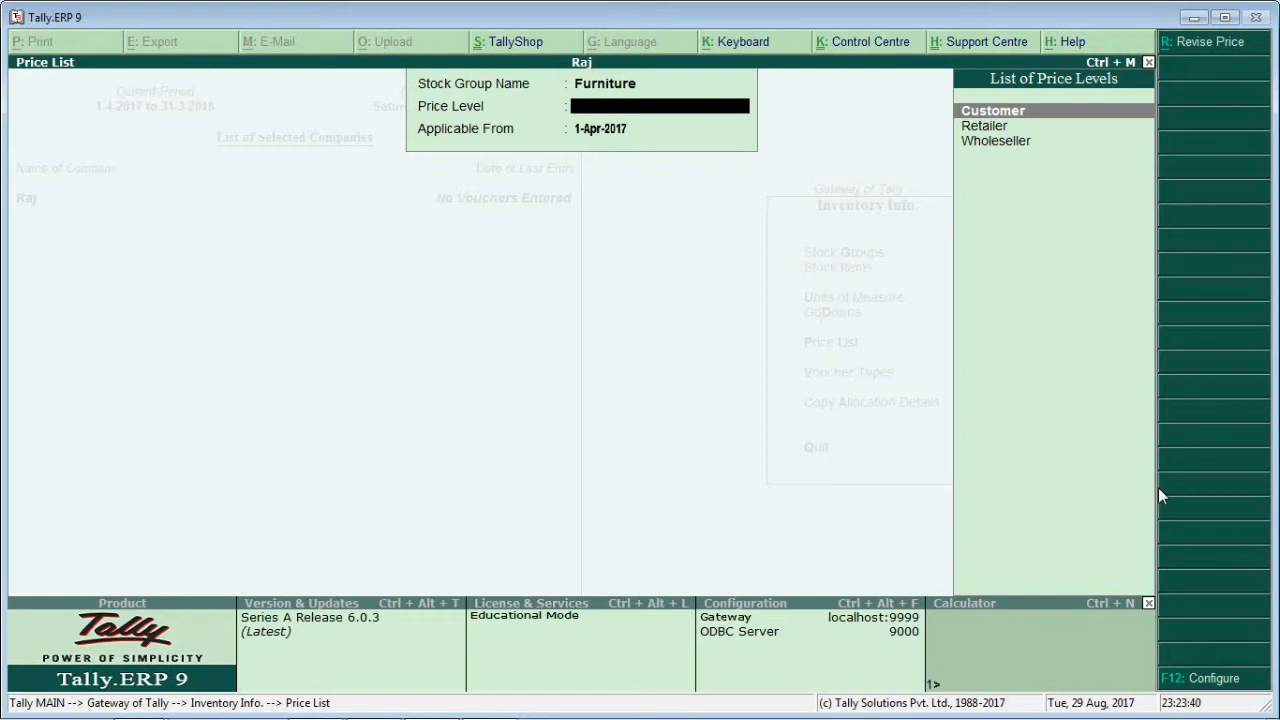 Tally.ERP 9
P: Print
E: Export
M: E-Mail
O: Upload
S: TallyShop
G: Language
K: Keyboard
K: Control Centre
H: Support Centre
H: Help
R: Revise Price
Price List
Raj
Ctrl + M
Stock Group Name : Furniture
Price Level :
Applicable From : 1-Apr-2017
List of Price Levels
Customer
Retailer
Wholeseller
Current Period
1-4-2017 to 31-3-2018
List of Selected Companies
Name of Company
Date of Last Entry
Raj
No Vouchers Entered
Gateway of Tally
Inventory Info.
Stock Groups
Stock Items
Units of Measure
GoDowns
Price List
Voucher Types
Copy Allocation Details
Quit
Product
Tally
POWER OF SIMPLICITY
Tally.ERP 9
Version & Updates Ctrl + Alt + T
Series A Release 6.0.3
(Latest)
License & Services Ctrl + Alt + L
Educational Mode
Configuration Ctrl + Alt + F
Gateway localhost:9999
ODBC Server 9000
Calculator Ctrl + N
1>
F12: Configure
Tally MAIN --> Gateway of Tally --> Inventory Info. --> Price List
(c) Tally Solutions Pvt. Ltd., 1988-2017
Tue, 29 Aug, 2017
23:23:40